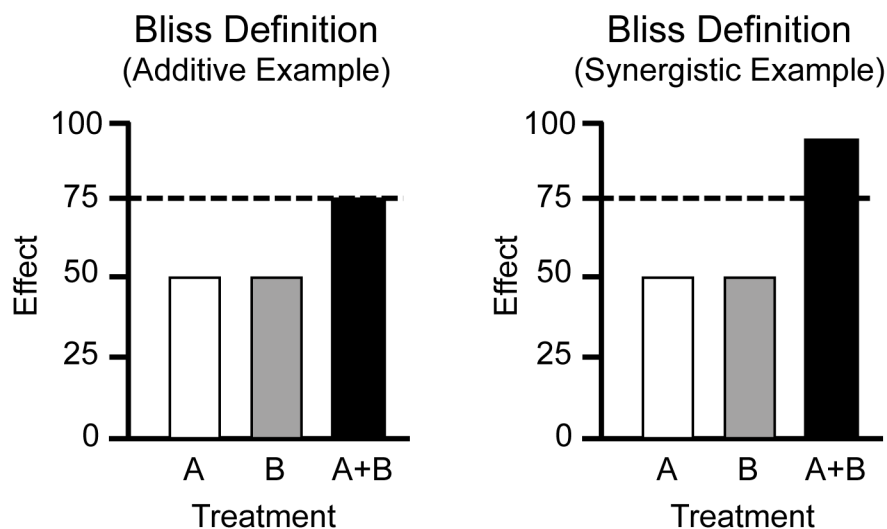 Bliss Definition
(Additive Example)
100
75
50
25
0
Effect
A
B
A+B
Treatment
Bliss Definition
(Synergistic Example)
100
75
50
25
0
Effect
A
B
A+B
Treatment